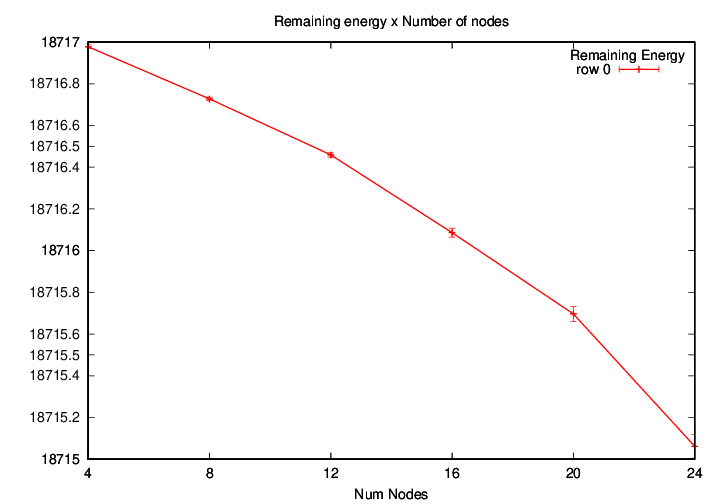 Remaining energy x Number of nodes
Remaining Energy
row 0
18717
18716.8
18716.6
18716.5
18716.4
18716.2
18716
18715.8
18715.6
18715.5
18715.4
18715.2
18715
4 8 12 16 20 24
Num Nodes